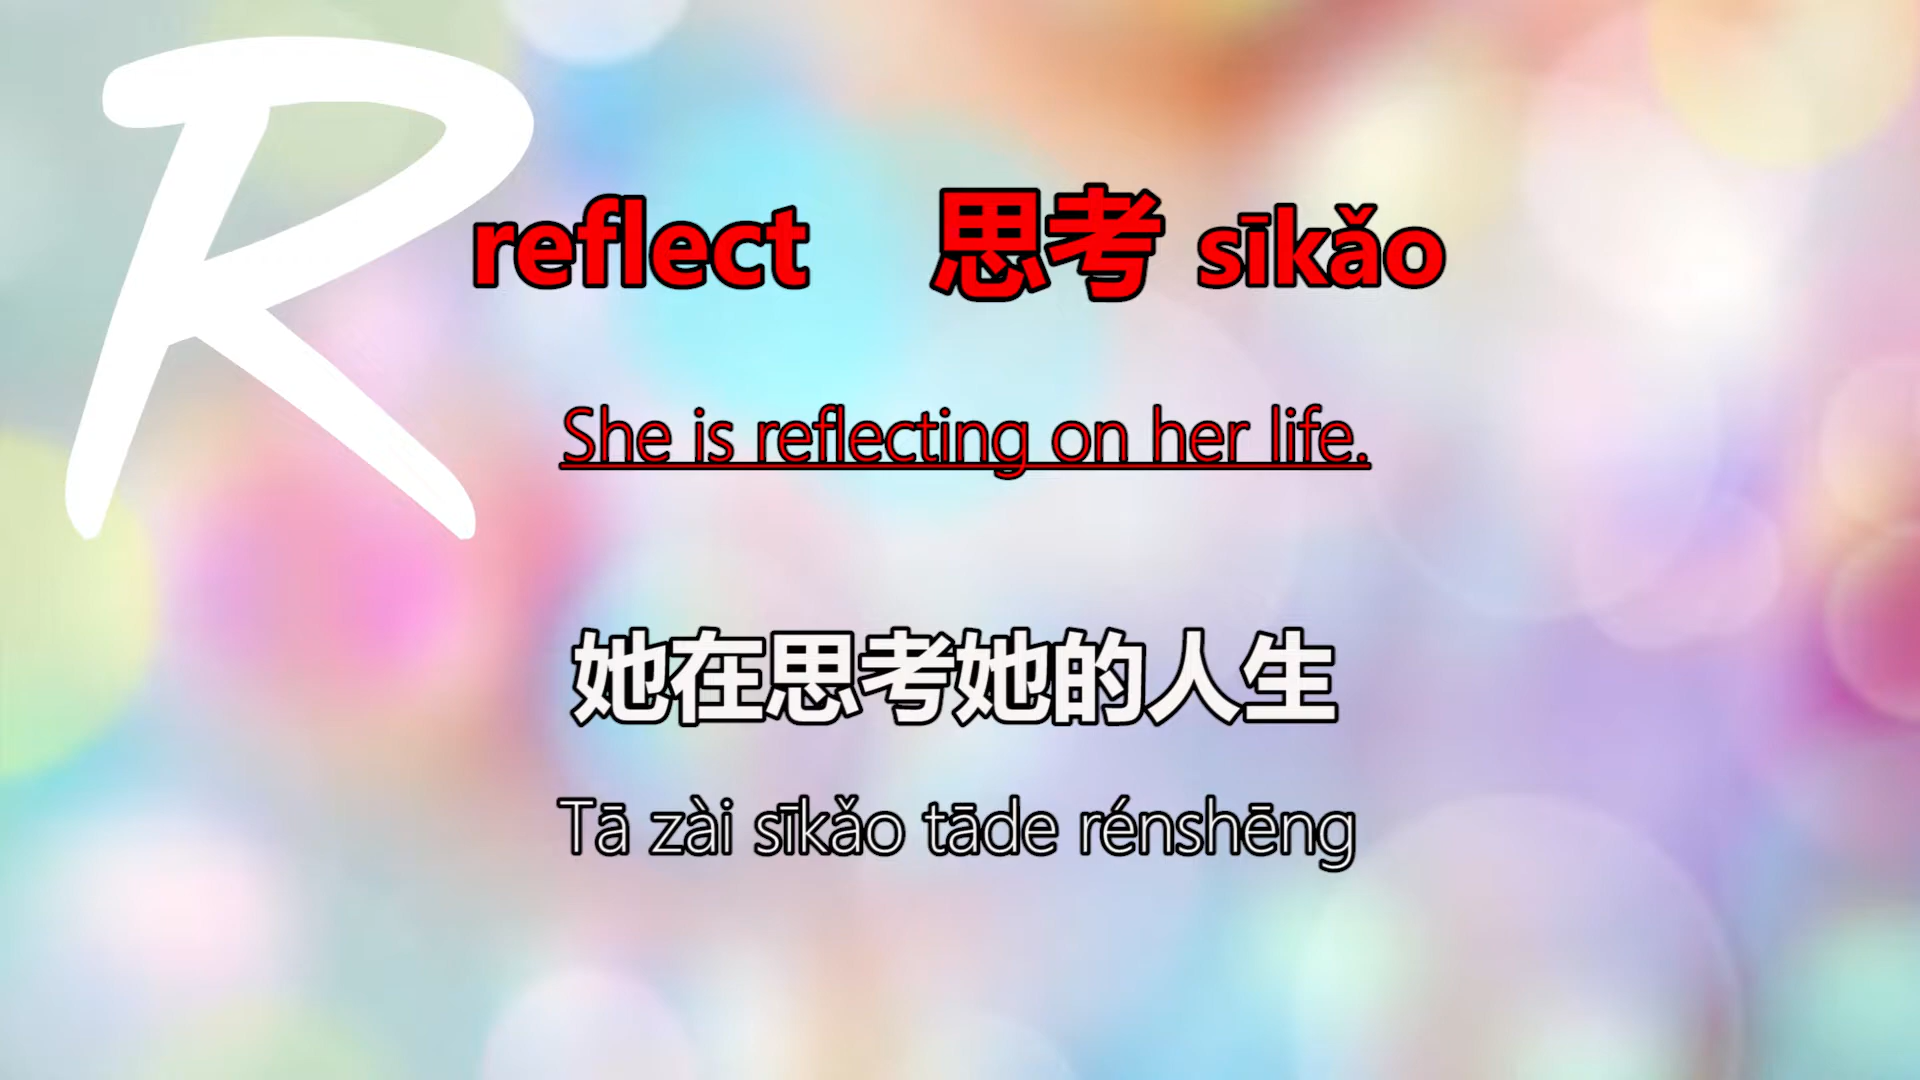 R
reflect 思考 sīkǎo
She is reflecting on her life.
她在思考她的人生
Tā zài sīkǎo tāde rénshēng